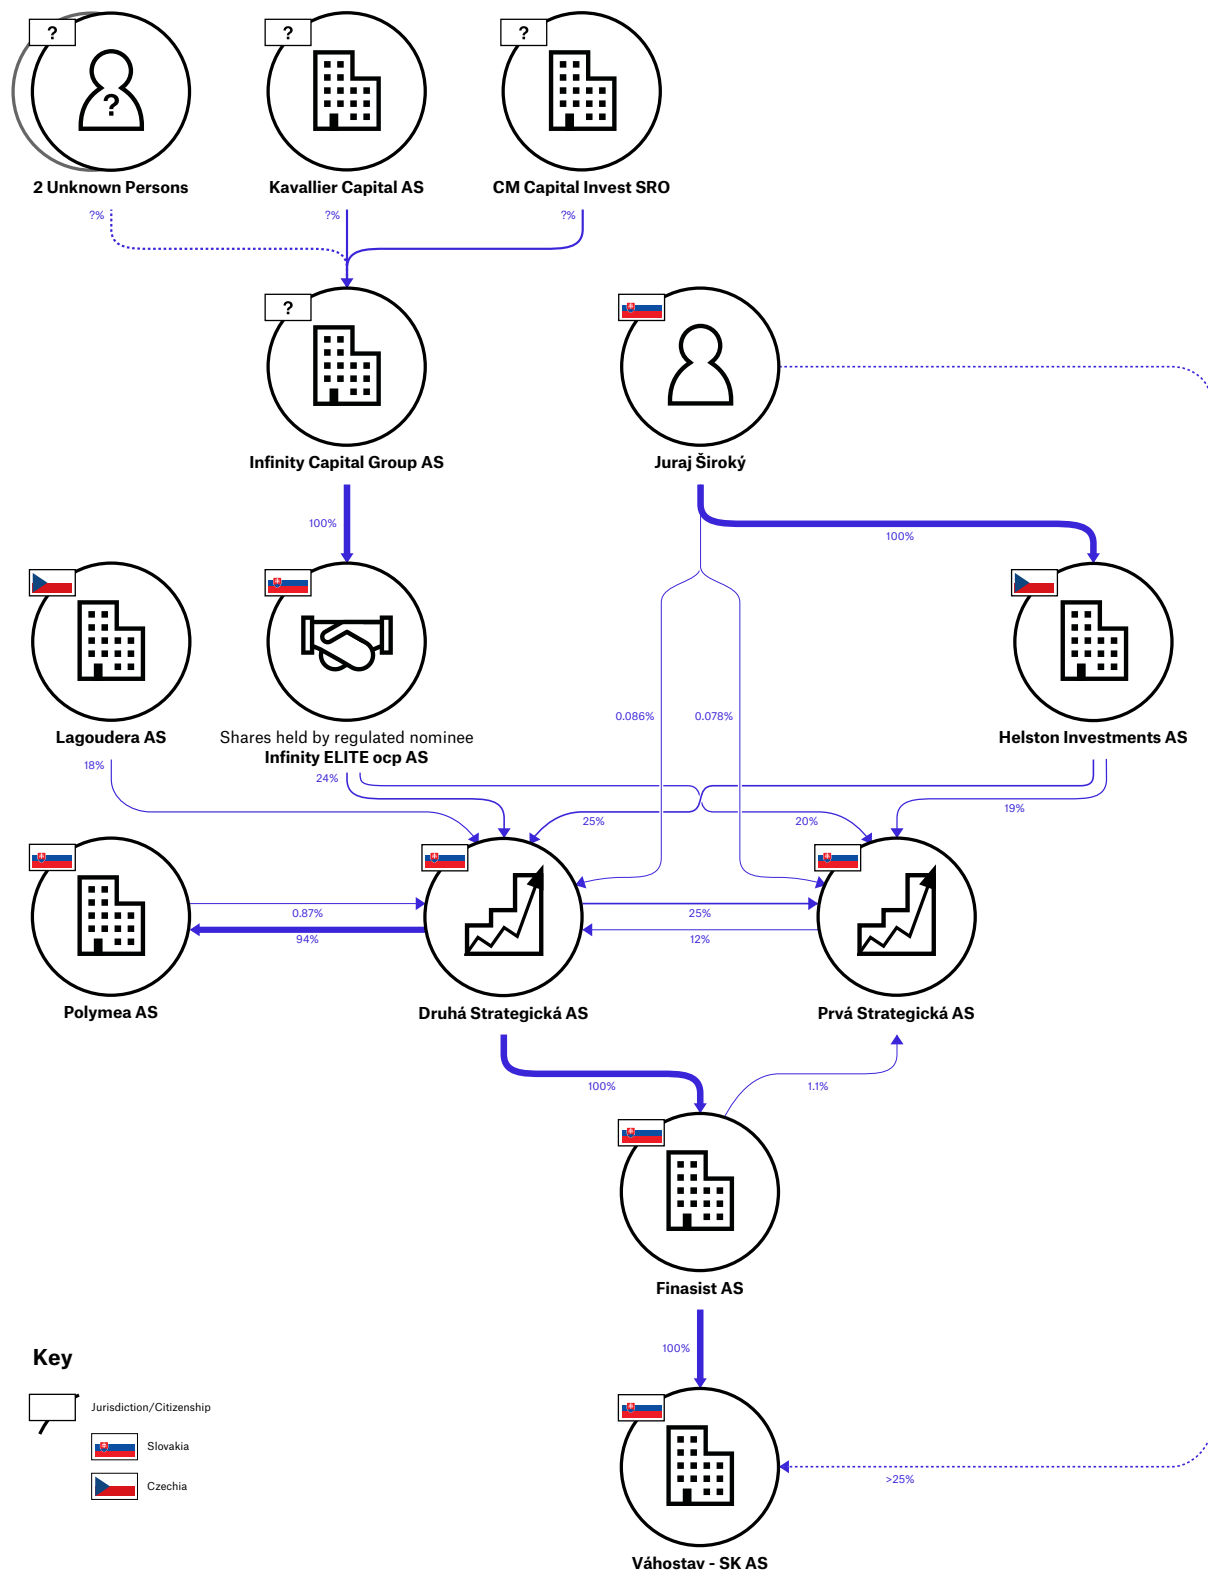 ?
?
?
?
2 Unknown Persons
Kavallier Capital AS
CM Capital Invest SRO
?%
?%
?%
?
Infinity Capital Group AS
Juraj Široký
100%
100%
Lagoudera AS
Shares held by regulated nominee
Infinity ELITE ocp AS
0.086%
0.078%
Helston Investments AS
18%
24%
25%
20%
19%
0.87%
94%
25%
12%
Polymea AS
Druhá Strategická AS
Prvá Strategická AS
100%
1.1%
Finasist AS
100%
Key
Jurisdiction/Citizenship
Slovakia
Czechia
>25%
Váhostav - SK AS